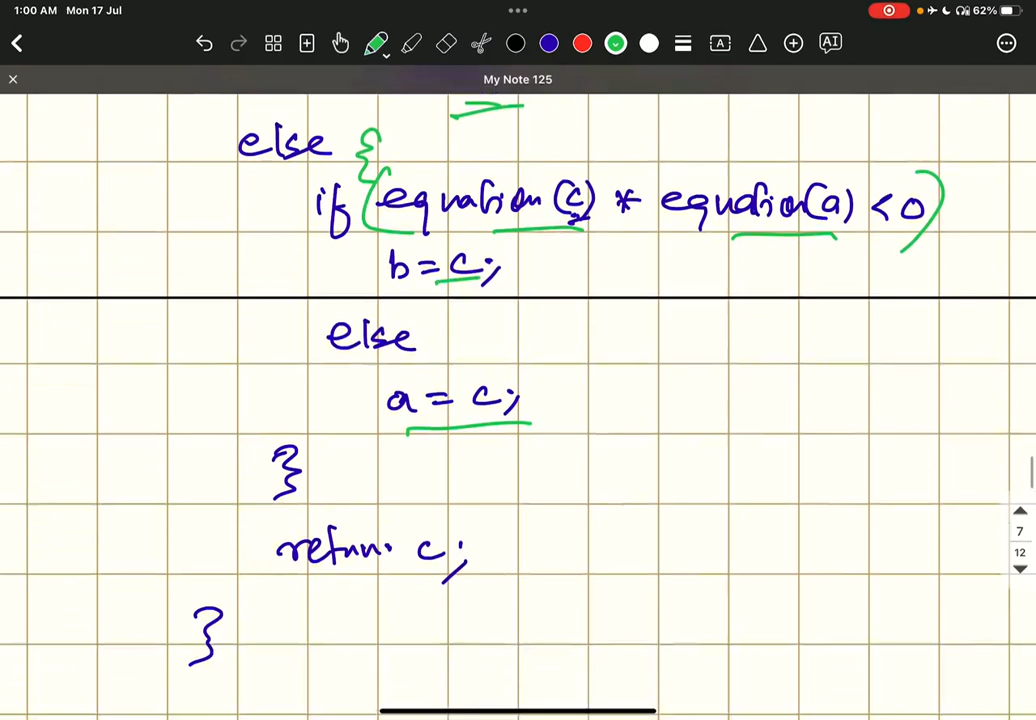 1:00 AM Mon 17 Jul
62%
A
AI
My Note 125
else {
if (equation(c) * equation(a) < 0)
b = c;
else
a = c;
}
return c;
}
7
12